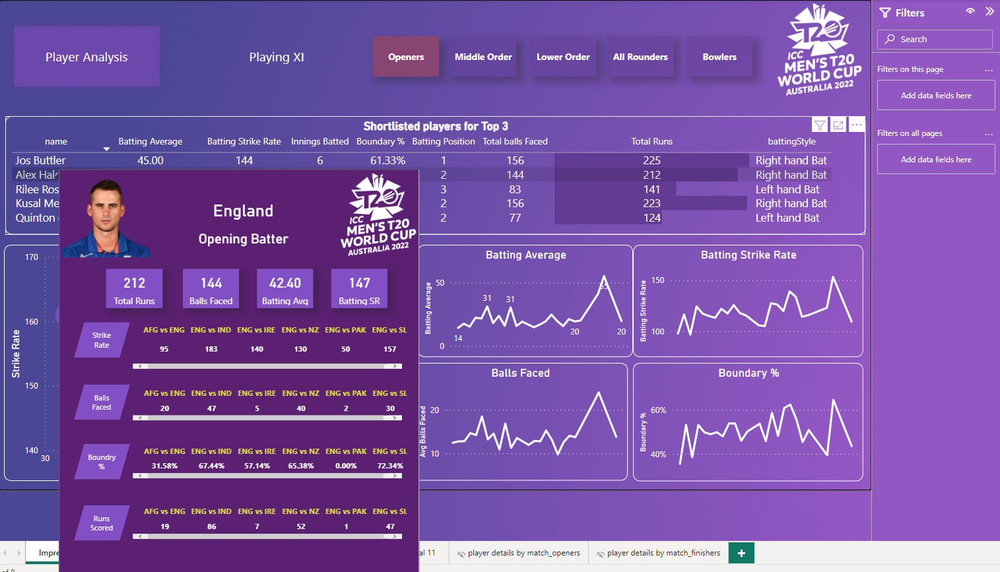 Player Analysis
Playing XI
Openers
Middle Order
Lower Order
All Rounders
Bowlers
T20
ICC
MEN'S T20
WORLD CUP
AUSTRALIA 2022
Filters
Search
Filters on this page
...
Add data fields here
Filters on all pages
...
Add data fields here
Shortlisted players for Top 3
name Batting Average Batting Strike Rate Innings Batted Boundary % Batting Position Total balls Faced Total Runs battingStyle
Jos Buttler 45.00 144 6 61.33% 1 156 225 Right hand Bat
Alex Hal 2 144 212 Right hand Bat
Rilee Ros 3 83 141 Left hand Bat
Kusal Me 2 156 223 Right hand Bat
Quinton 2 77 124 Left hand Bat
England
Opening Batter
T20
ICC
MEN'S T20
WORLD CUP
AUSTRALIA 2022
212 144 42.40 147
Total Runs Balls Faced Batting Avg Batting SR
Strike
Rate
AFG vs ENG ENG vs IND ENG vs IRE ENG vs NZ ENG vs PAK ENG vs SL
95 183 140 130 50 157
Balls
Faced
AFG vs ENG ENG vs IND ENG vs IRE ENG vs NZ ENG vs PAK ENG vs SL
20 47 5 40 2 30
Boundry
%
AFG vs ENG ENG vs IND ENG vs IRE ENG vs NZ ENG vs PAK ENG vs SL
31.58% 67.44% 57.14% 65.38% 0.00% 72.34%
Runs
Scored
AFG vs ENG ENG vs IND ENG vs IRE ENG vs NZ ENG vs PAK ENG vs SL
19 86 7 52 1 47
Strike Rate
170
160
150
140
30
Batting Average
Batting Average
50
0
14
31
31
20
55
20
Batting Strike Rate
Batting Strike Rate
150
100
Balls Faced
Avg Balls Faced
20
10
Boundary %
Boundary %
60%
40%
Impre
al 11
player details by match_openers
player details by match_finishers
+